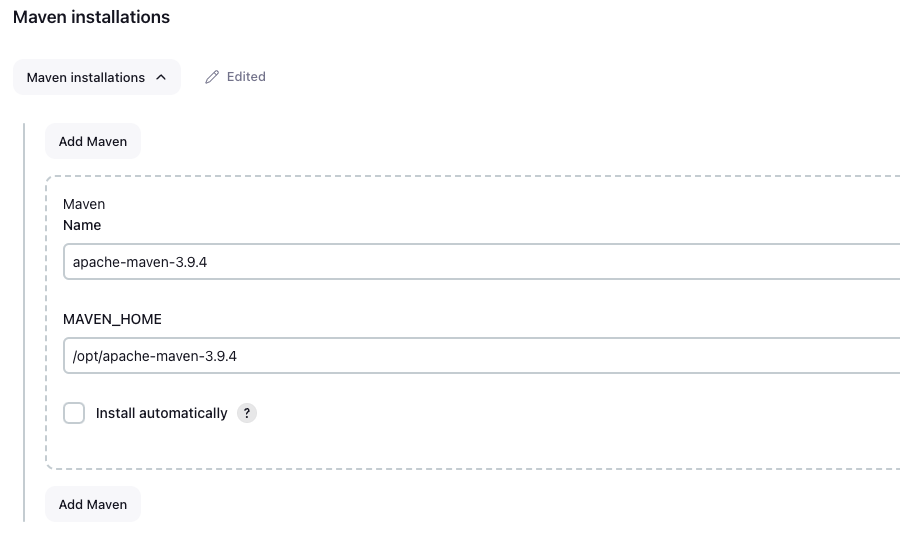 Maven installations
Maven installations
Edited
Add Maven
Maven
Name
apache-maven-3.9.4
MAVEN_HOME
/opt/apache-maven-3.9.4
Install automatically ?
Add Maven